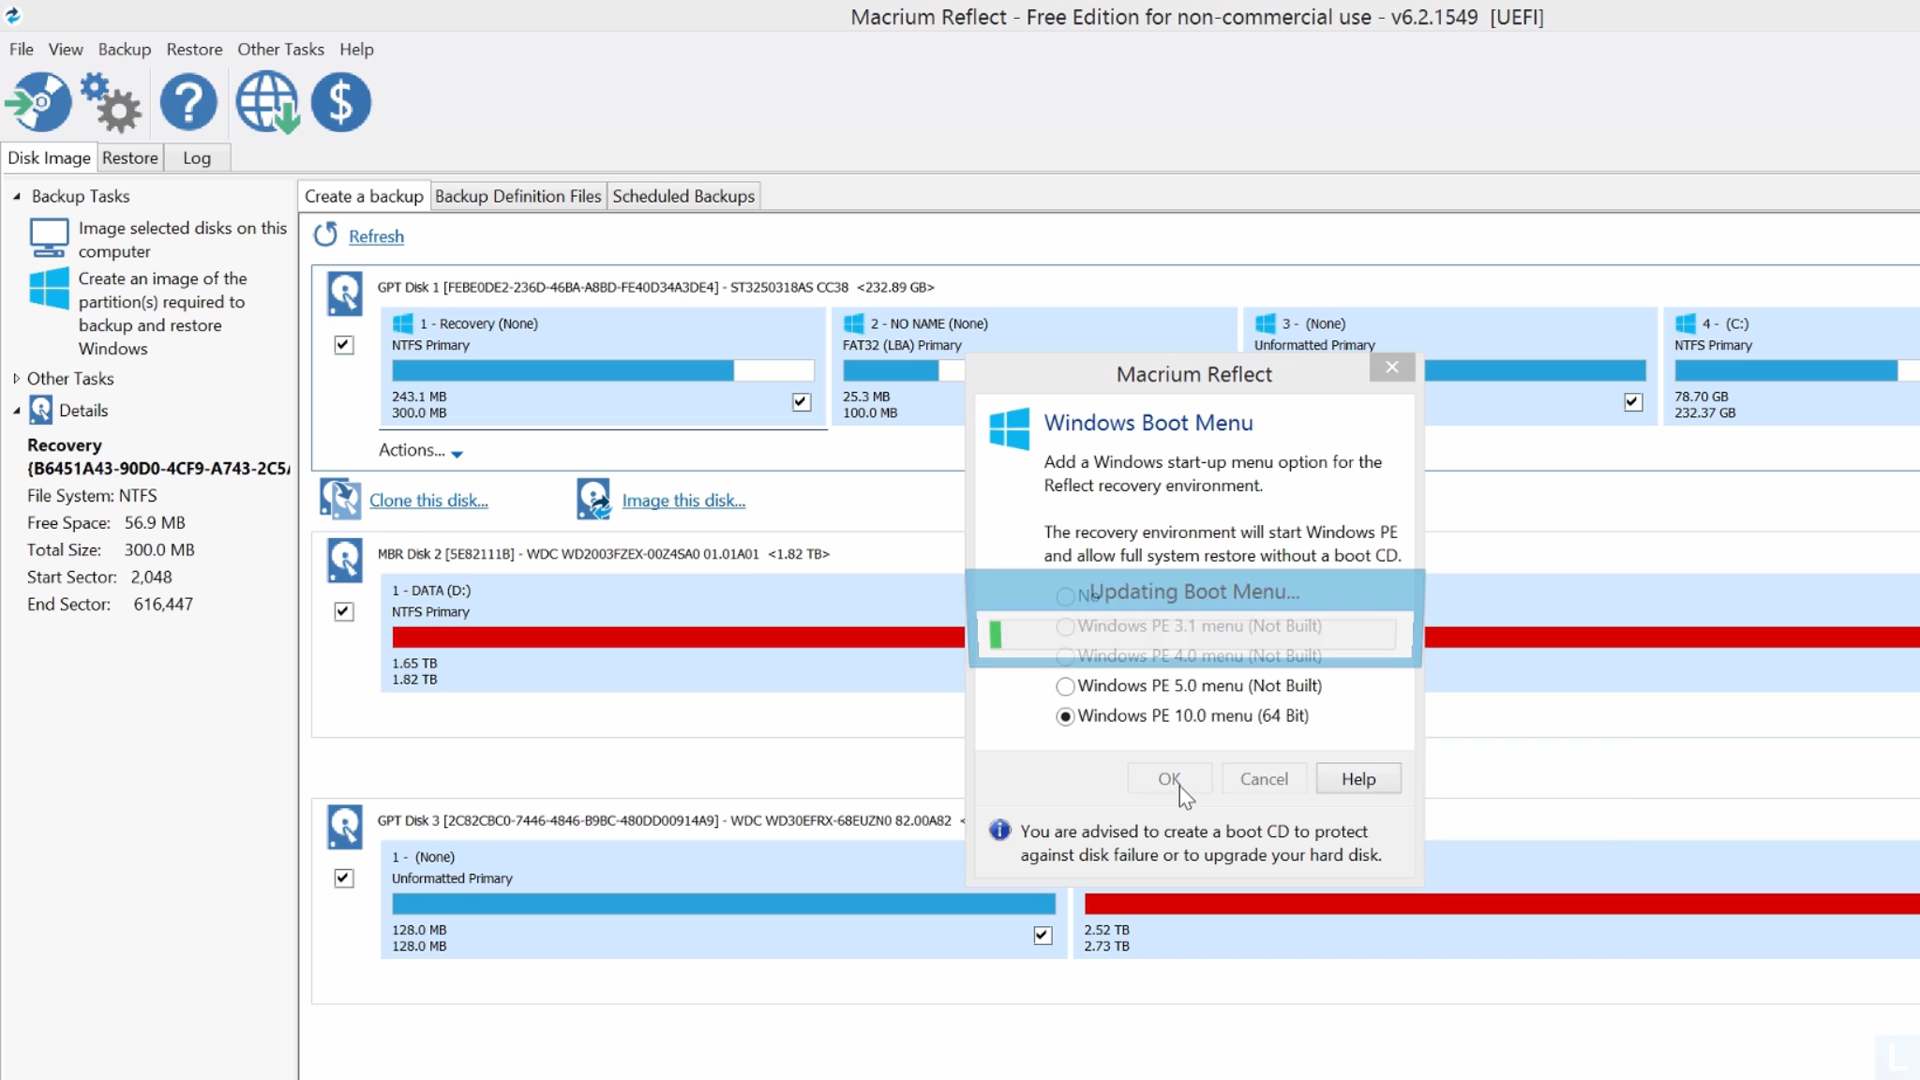 Macrium Reflect - Free Edition for non-commercial use - v6.2.1549 [UEFI]
File View Backup Restore Other Tasks Help
Disk Image Restore Log
Backup Tasks
Image selected disks on this
computer
Create an image of the
partition(s) required to
backup and restore
Windows
Other Tasks
Details
Recovery
{B6451A43-90D0-4CF9-A743-2C5
File System: NTFS
Free Space: 56.9 MB
Total Size: 300.0 MB
Start Sector: 2,048
End Sector: 616,447
Create a backup Backup Definition Files Scheduled Backups
Refresh
GPT Disk 1 [FEBE0DE2-236D-46BA-A8BD-FE40D34A3DE4] - ST3250318AS CC38 <232.89 GB>
1 - Recovery (None)
NTFS Primary
243.1 MB
300.0 MB
2 - NO NAME (None)
FAT32 (LBA) Primary
25.3 MB
100.0 MB
3 - (None)
Unformatted Primary
4 - (C:)
NTFS Primary
78.70 GB
232.37 GB
Actions...
Clone this disk... Image this disk...
MBR Disk 2 [5E82111B] - WDC WD2003FZEX-00Z4SA0 01.01A01 <1.82 TB>
1 - DATA (D:)
NTFS Primary
1.65 TB
1.82 TB
GPT Disk 3 [2C82CBC0-7446-4846-B9BC-480DD00914A9] - WDC WD30EFRX-68EUZN0 82.00A82 <
1 - (None)
Unformatted Primary
128.0 MB
128.0 MB
2.52 TB
2.73 TB
Macrium Reflect
Windows Boot Menu
Add a Windows start-up menu option for the
Reflect recovery environment.
The recovery environment will start Windows PE
and allow full system restore without a boot CD.
Updating Boot Menu...
No
Windows PE 3.1 menu (Not Built)
Windows PE 4.0 menu (Not Built)
Windows PE 5.0 menu (Not Built)
Windows PE 10.0 menu (64 Bit)
OK Cancel Help
You are advised to create a boot CD to protect
against disk failure or to upgrade your hard disk.
L